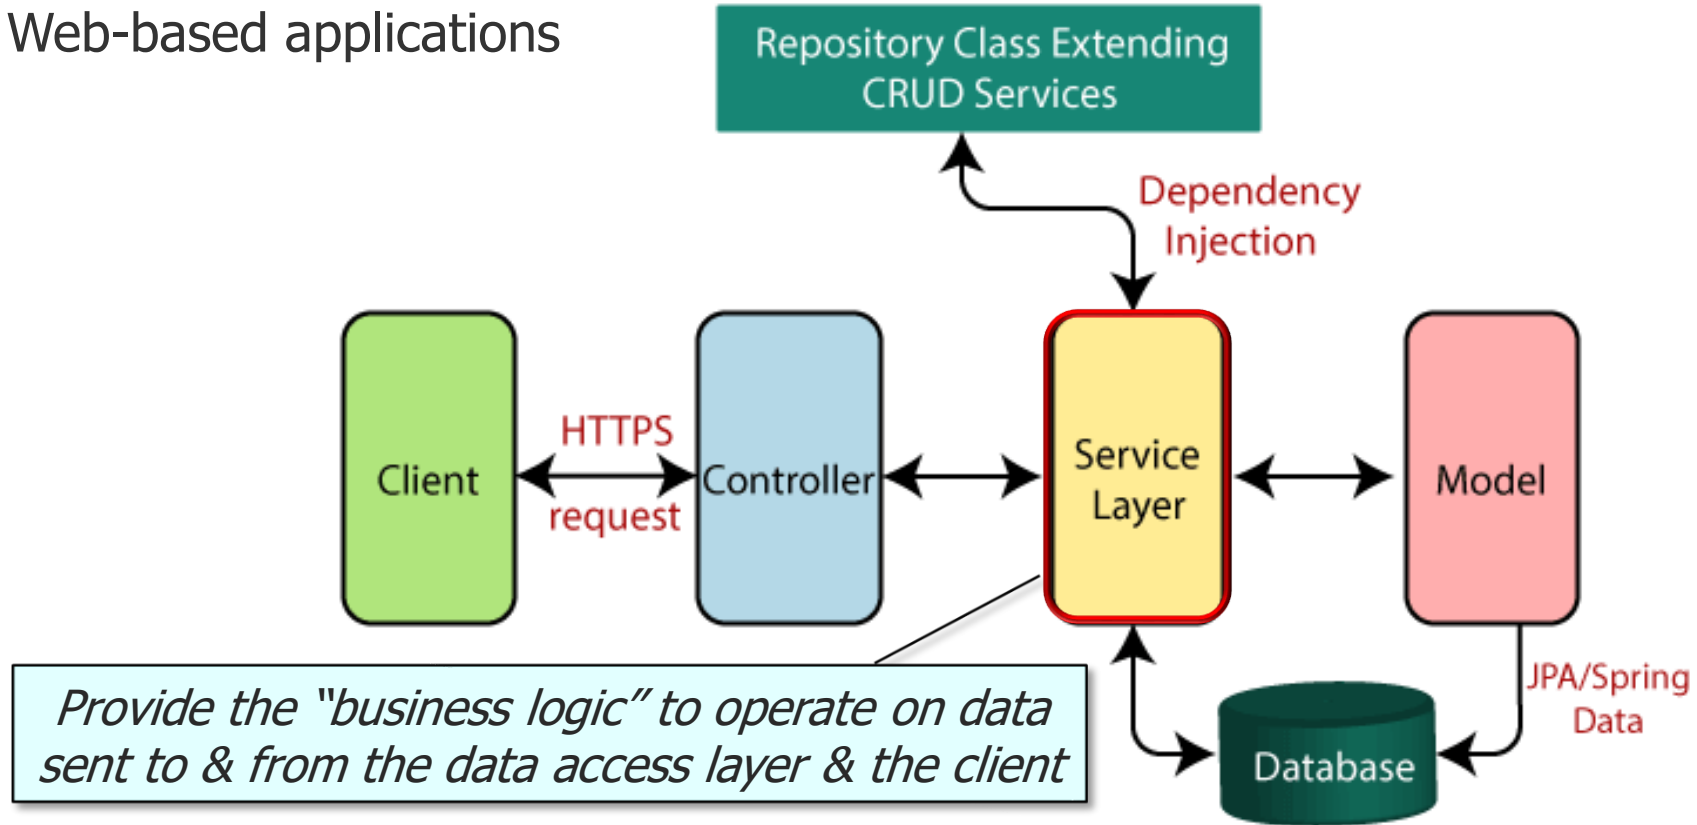 Web-based applications
Repository Class Extending
CRUD Services
Dependency
Injection
Client
HTTPS
request
Controller
Service
Layer
Model
JPA/Spring
Data
Database
Provide the “business logic” to operate on data
sent to & from the data access layer & the client